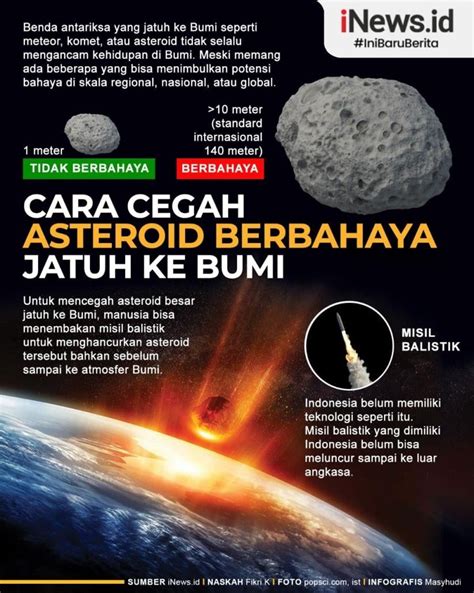 Benda antariksa yang jatuh ke Bumi seperti
meteor, komet, atau asteroid tidak selalu
mengancam kehidupan di Bumi. Meski memang
ada beberapa yang bisa menimbulkan potensi
bahaya di skala regional, nasional, atau global.
iNews.id
#IniBaruBerita
1 meter
TIDAK BERBAHAYA
>10 meter
(standard
internasional
140 meter)
BERBAHAYA
CARA CEGAH
ASTEROID BERBAHAYA
JATUH KE BUMI
Untuk mencegah asteroid besar
jatuh ke Bumi, manusia bisa
menembakan misil balistik
untuk menghancurkan asteroid
tersebut bahkan sebelum
sampai ke atmosfer Bumi.
MISIL
BALISTIK
Indonesia belum memiliki
teknologi seperti itu.
Misil balistik yang dimiliki
Indonesia belum bisa
meluncur sampai ke luar
angkasa.
SUMBER iNews.id I NASKAH Fikri K I FOTO popsci.com, ist I INFOGRAFIS Masyhudi